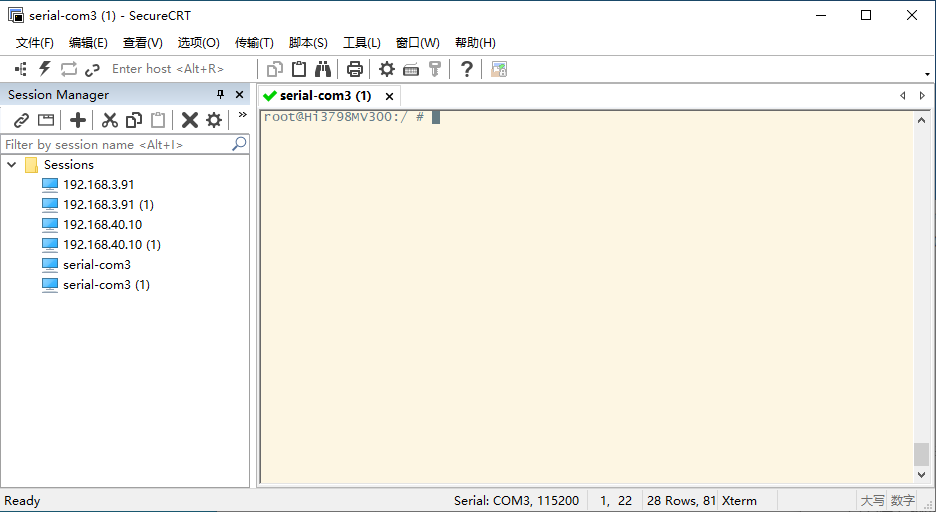 serial-com3 (1) - SecureCRT
文件(F) 编辑(E) 查看(V) 选项(O) 传输(T) 脚本(S) 工具(L) 窗口(W) 帮助(H)
Enter host <Alt+R>
Session Manager
serial-com3 (1)
Filter by session name <Alt+I>
Sessions
192.168.3.91
192.168.3.91 (1)
192.168.40.10
192.168.40.10 (1)
serial-com3
serial-com3 (1)
root@Hi3798MV300:/ #
Ready
Serial: COM3, 115200 1, 22 28 Rows, 81 Xterm 大写 数字